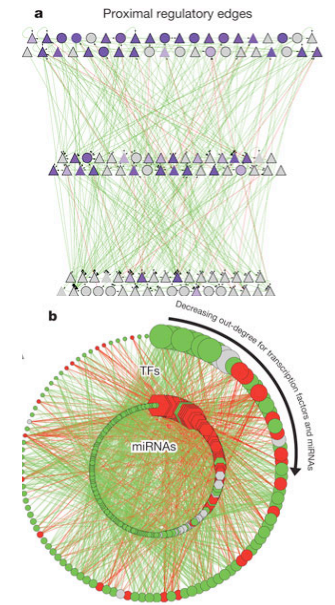 a
Proximal regulatory edges
b
Decreasing out-degree for transcription factors and miRNAs
TFs
miRNAs